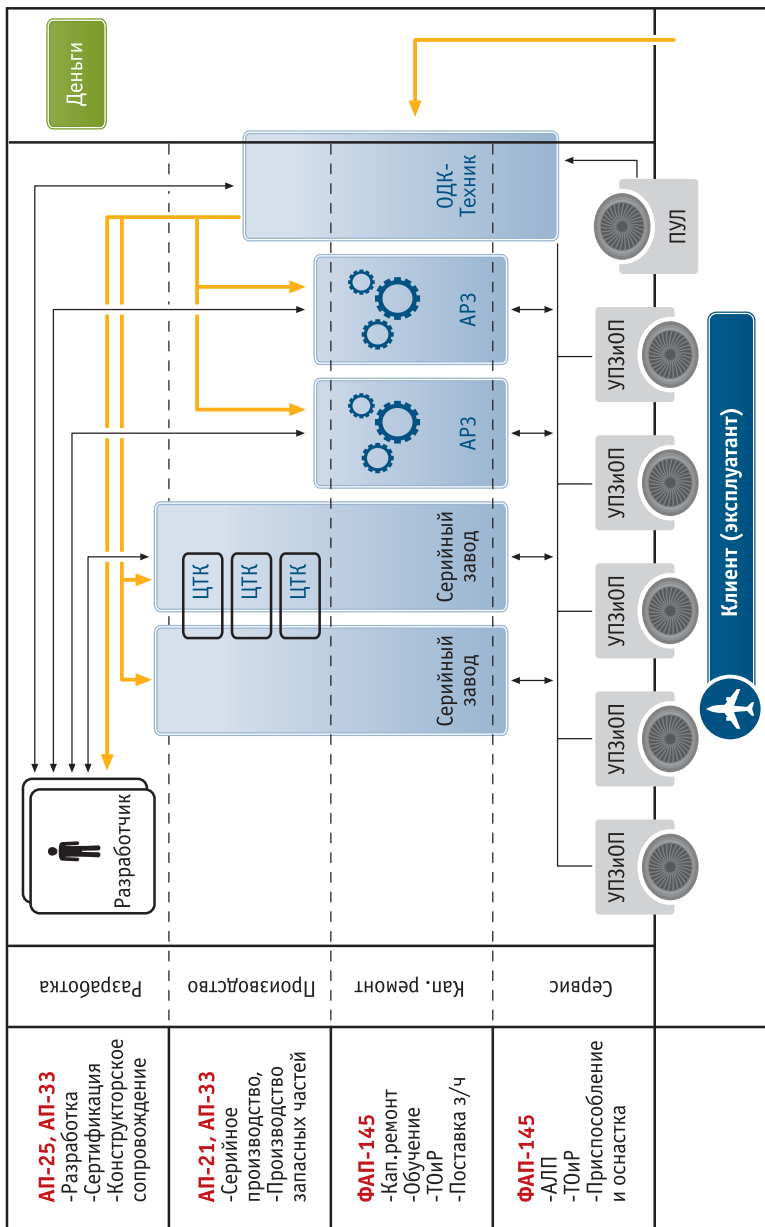 АП-25, АП-33
-Разработка
-Сертификация
-Конструкторское
сопровождение
Разработка
Разработчик
Деньги
АП-21, АП-33
-Серийное
производство,
-Производство
запасных частей
Производство
ЦТК
ЦТК
ЦТК
ФАП-145
-Кап.ремонт
-Обучение
-ТОиР
-Поставка з/ч
Кап. ремонт
Серийный
завод
Серийный
завод
АРЗ
АРЗ
ОДК-
Техник
ФАП-145
-АЛП
-ТОиР
-Приспособление
и оснастка
Сервис
УПЗиОП
УПЗиОП
УПЗиОП
УПЗиОП
УПЗиОП
ПУЛ
Клиент (эксплуатант)